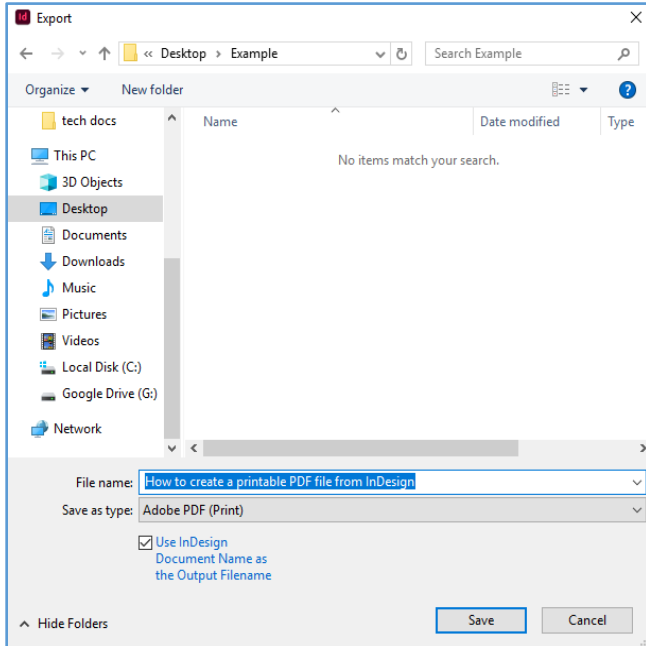 Id Export
« Desktop › Example
Search Example
Organize New folder
?
tech docs
This PC
3D Objects
Desktop
Documents
Downloads
Music
Pictures
Videos
Local Disk (C:)
Google Drive (G:)
Network
Name Date modified Type
No items match your search.
File name: How to create a printable PDF file from InDesign
Save as type: Adobe PDF (Print)
Use InDesign
Document Name as
the Output Filename
Hide Folders
Save Cancel